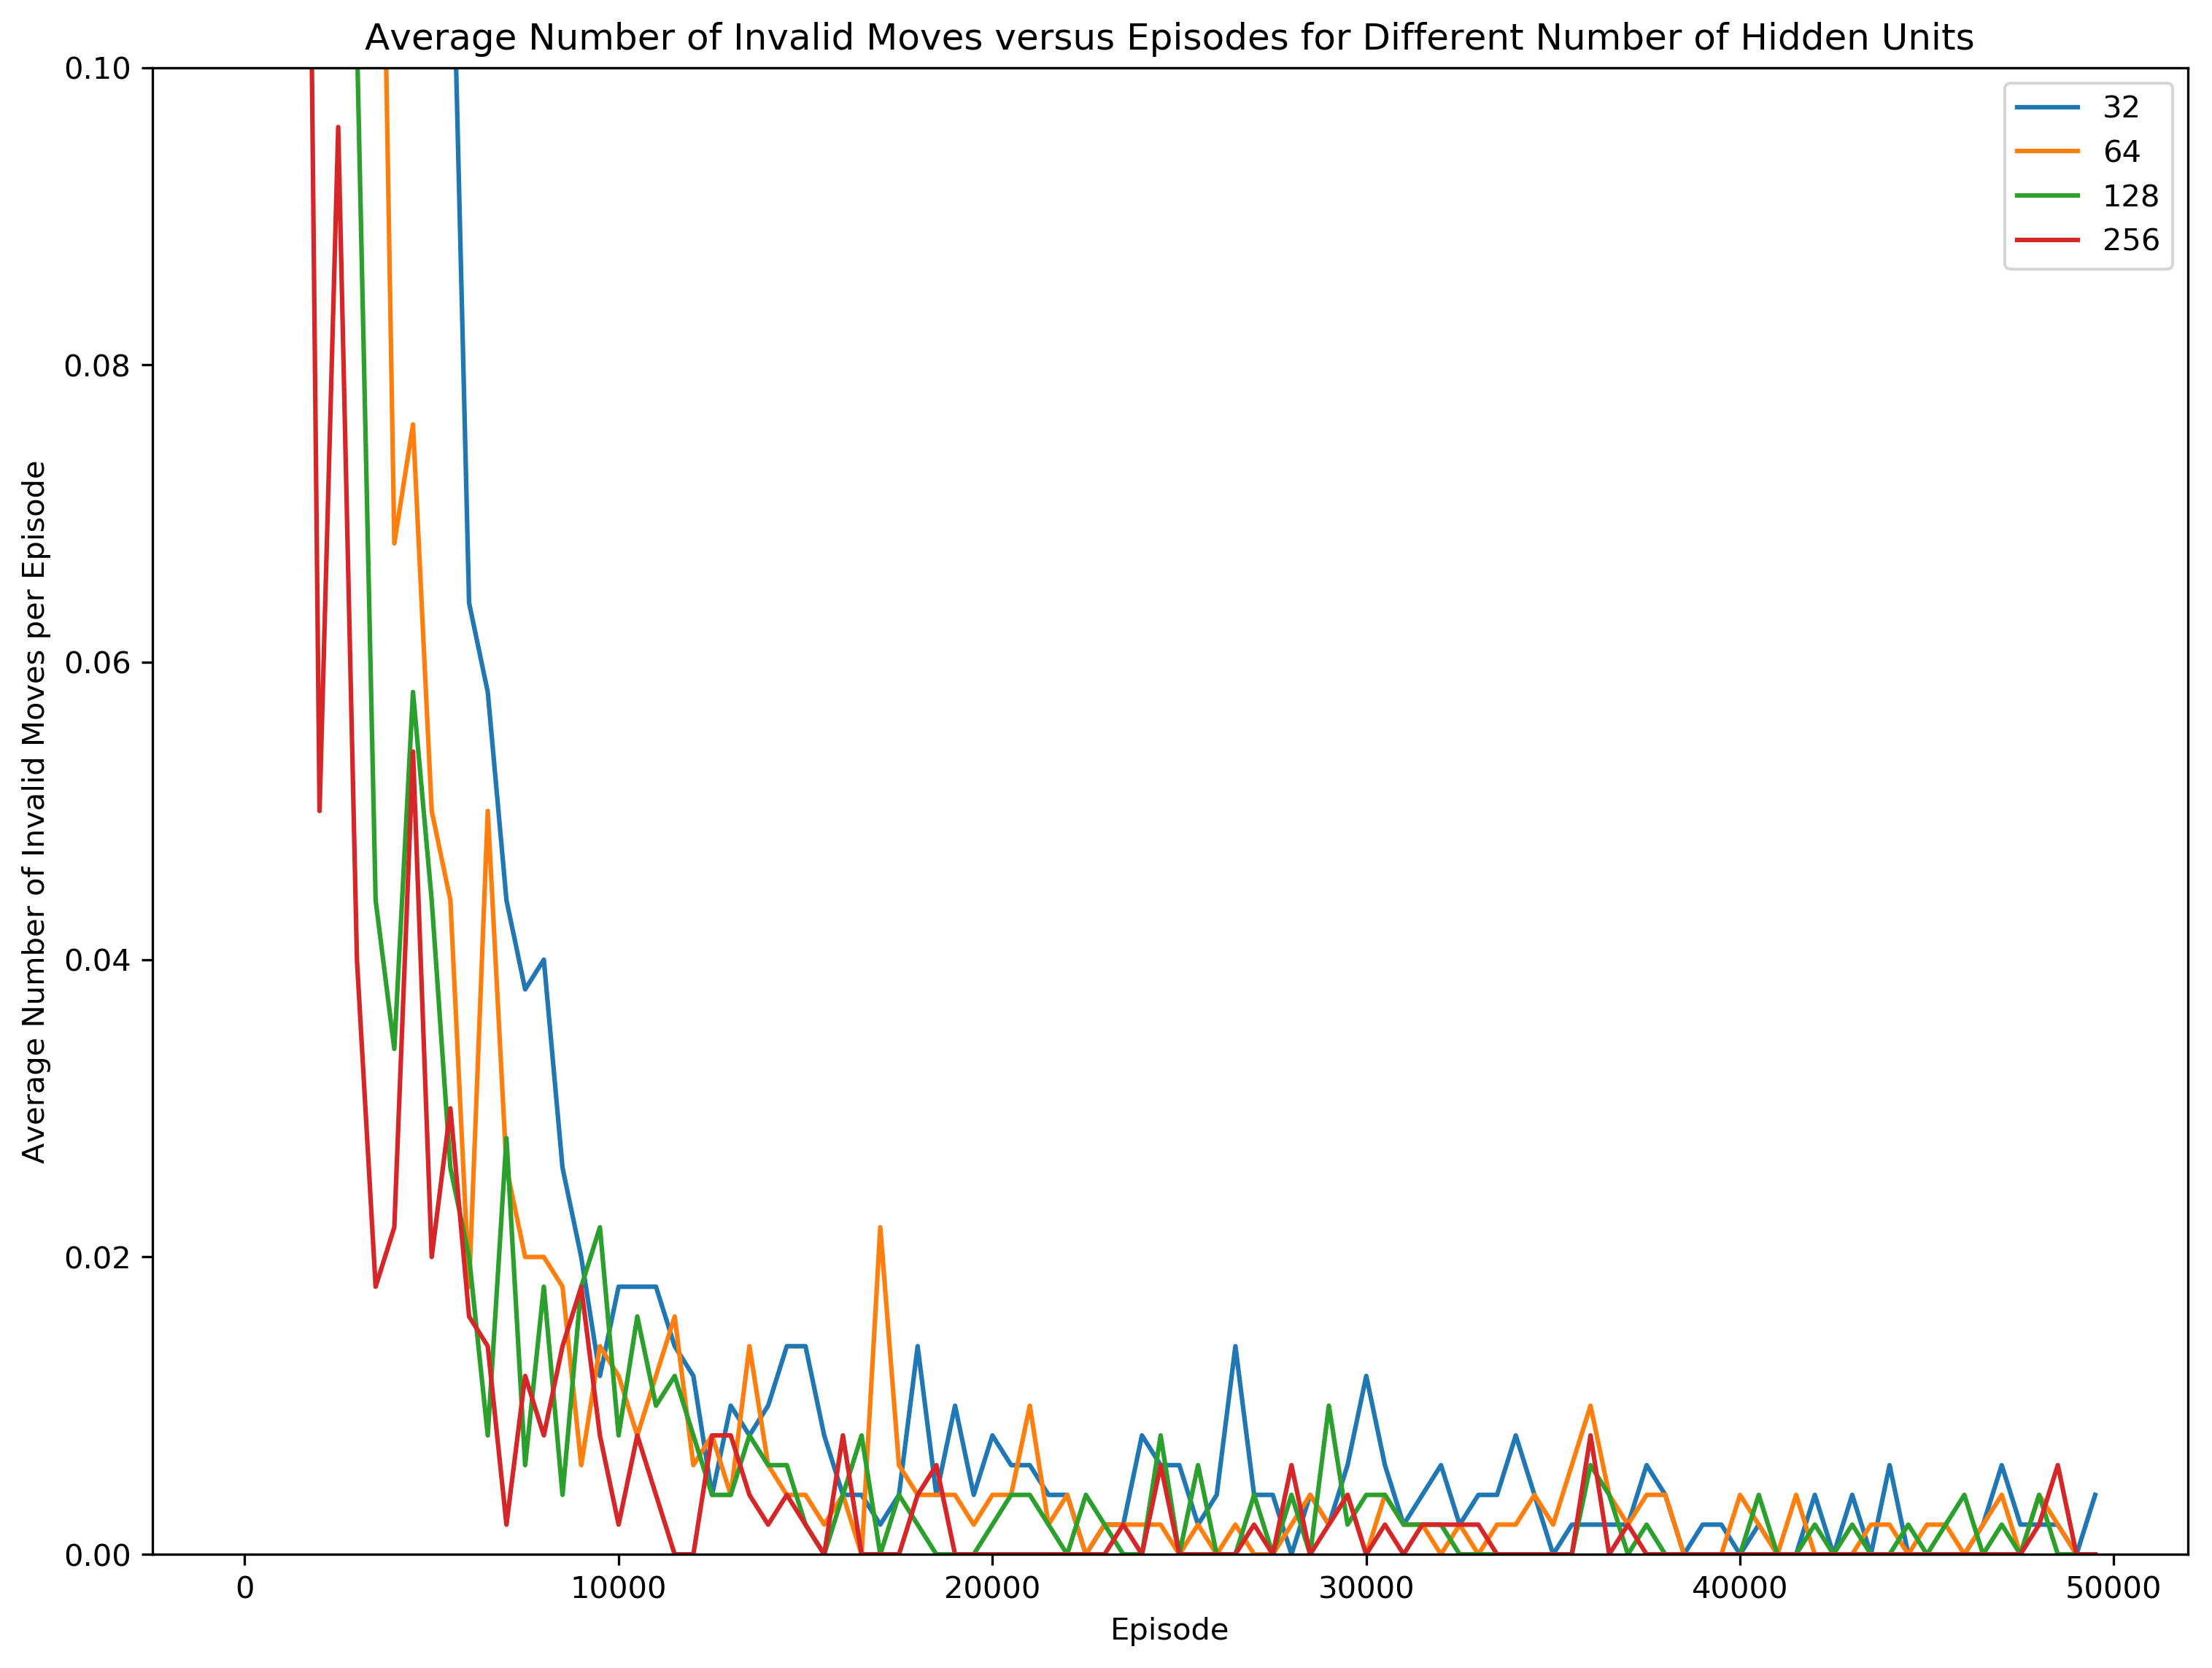 Average Number of Invalid Moves versus Episodes for Different Number of Hidden Units
0.10
0.08
0.06
0.04
0.02
0.00
Average Number of Invalid Moves per Episode
32
64
128
256
0 10000 20000 30000 40000 50000
Episode